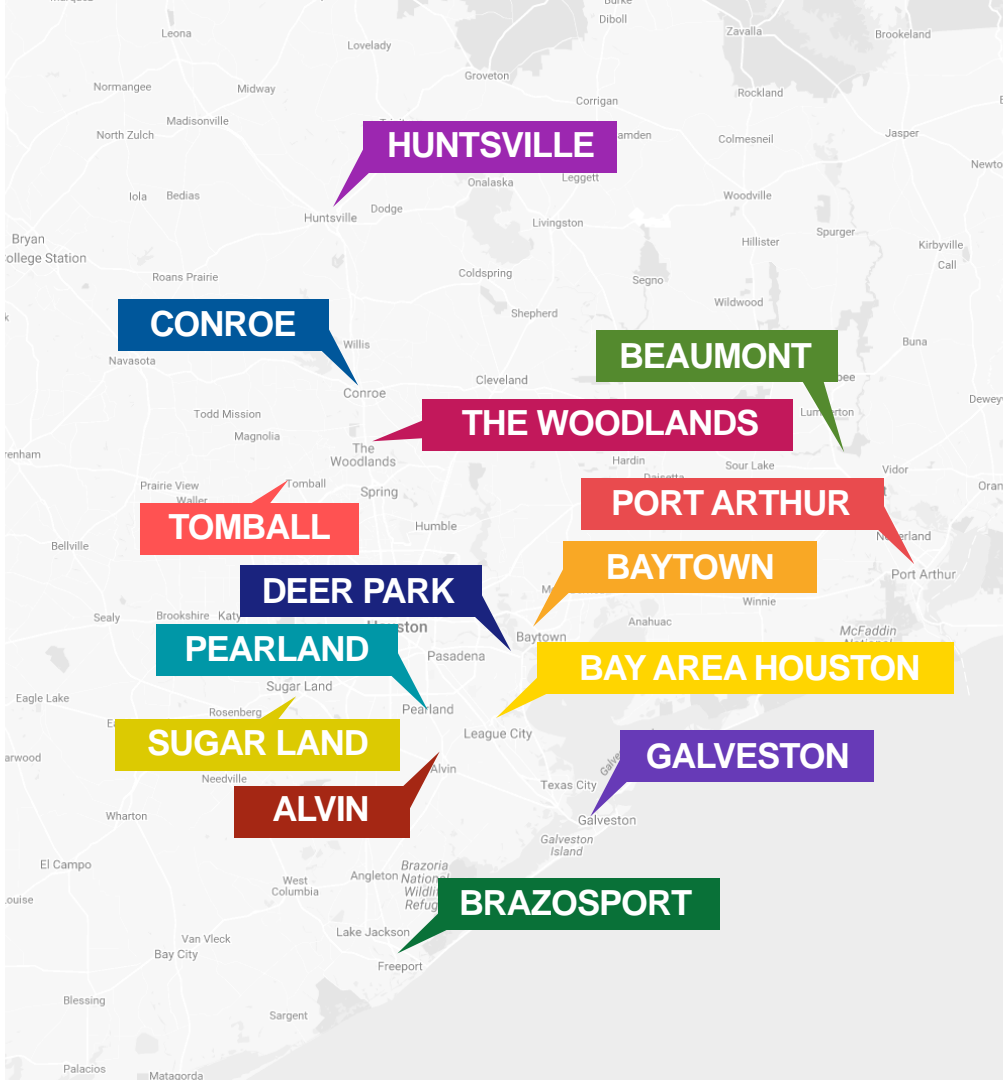 Diboll
Leona
Zavalla
Brookeland
Lovelady
Groveton
Normangee
Midway
Rockland
Corrigan
Madisonville
North Zulch
Colmesneil
Jasper
HUNTSVILLE
Onalaska
Leggett
Iola
Bedias
Woodville
Dodge
Huntsville
Livingston
Spurger
Bryan
Hillister
Kirbyville
Call
Coldspring
Roans Prairie
Segno
Wildwood
Shepherd
CONROE
Willis
Buna
BEAUMONT
Navasota
Cleveland
Conroe
Todd Mission
THE WOODLANDS
Magnolia
The
Woodlands
Hardin
Sour Lake
Vidor
Prairie View
Tomball
Spring
PORT ARTHUR
TOMBALL
Humble
Bellville
BAYTOWN
Port Arthur
DEER PARK
Winnie
Sealy
Brookshire
Katy
Anahuac
McFaddin
Baytown
PEARLAND
Pasadena
BAY AREA HOUSTON
Sugar Land
Eagle Lake
Rosenberg
Pearland
League City
SUGAR LAND
GALVESTON
Alvin
Needville
Texas City
ALVIN
Wharton
Galveston
Galveston
Island
El Campo
Brazoria
Angleton
West
Columbia
BRAZOSPORT
Lake Jackson
Van Vleck
Bay City
Freeport
Blessing
Sargent
Palacios
Matagorda